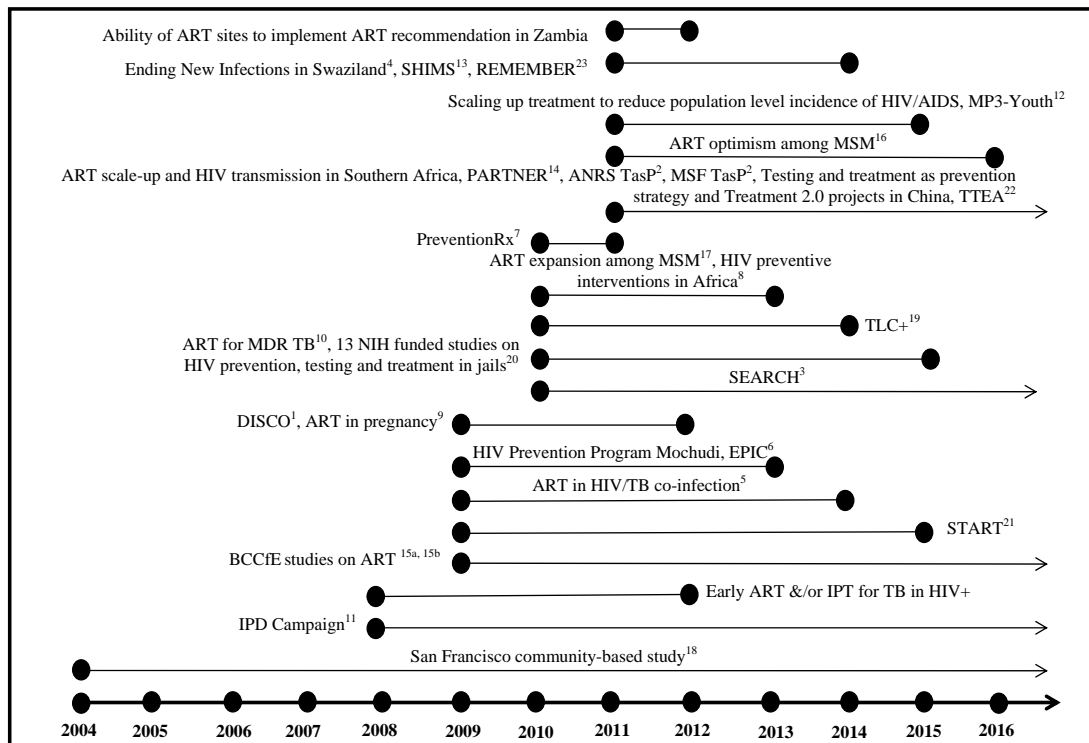 Ability of ART sites to implement ART recommendation in Zambia
Ending New Infections in Swaziland4, SHIMS13, REMEMBER23
Scaling up treatment to reduce population level incidence of HIV/AIDS, MP3-Youth12
ART optimism among MSM16
ART scale-up and HIV transmission in Southern Africa, PARTNER14, ANRS TasP2, MSF TasP2, Testing and treatment as prevention
strategy and Treatment 2.0 projects in China, TTEA22
PreventionRx7
ART expansion among MSM17, HIV preventive
interventions in Africa8
TLC+19
ART for MDR TB10, 13 NIH funded studies on
HIV prevention, testing and treatment in jails20
SEARCH3
DISCO1, ART in pregnancy9
HIV Prevention Program Mochudi, EPIC6
ART in HIV/TB co-infection5
START21
BCCfE studies on ART 15a, 15b
Early ART &/or IPT for TB in HIV+
IPD Campaign11
San Francisco community-based study18
2004 2005 2006 2007 2008 2009 2010 2011 2012 2013 2014 2015 2016